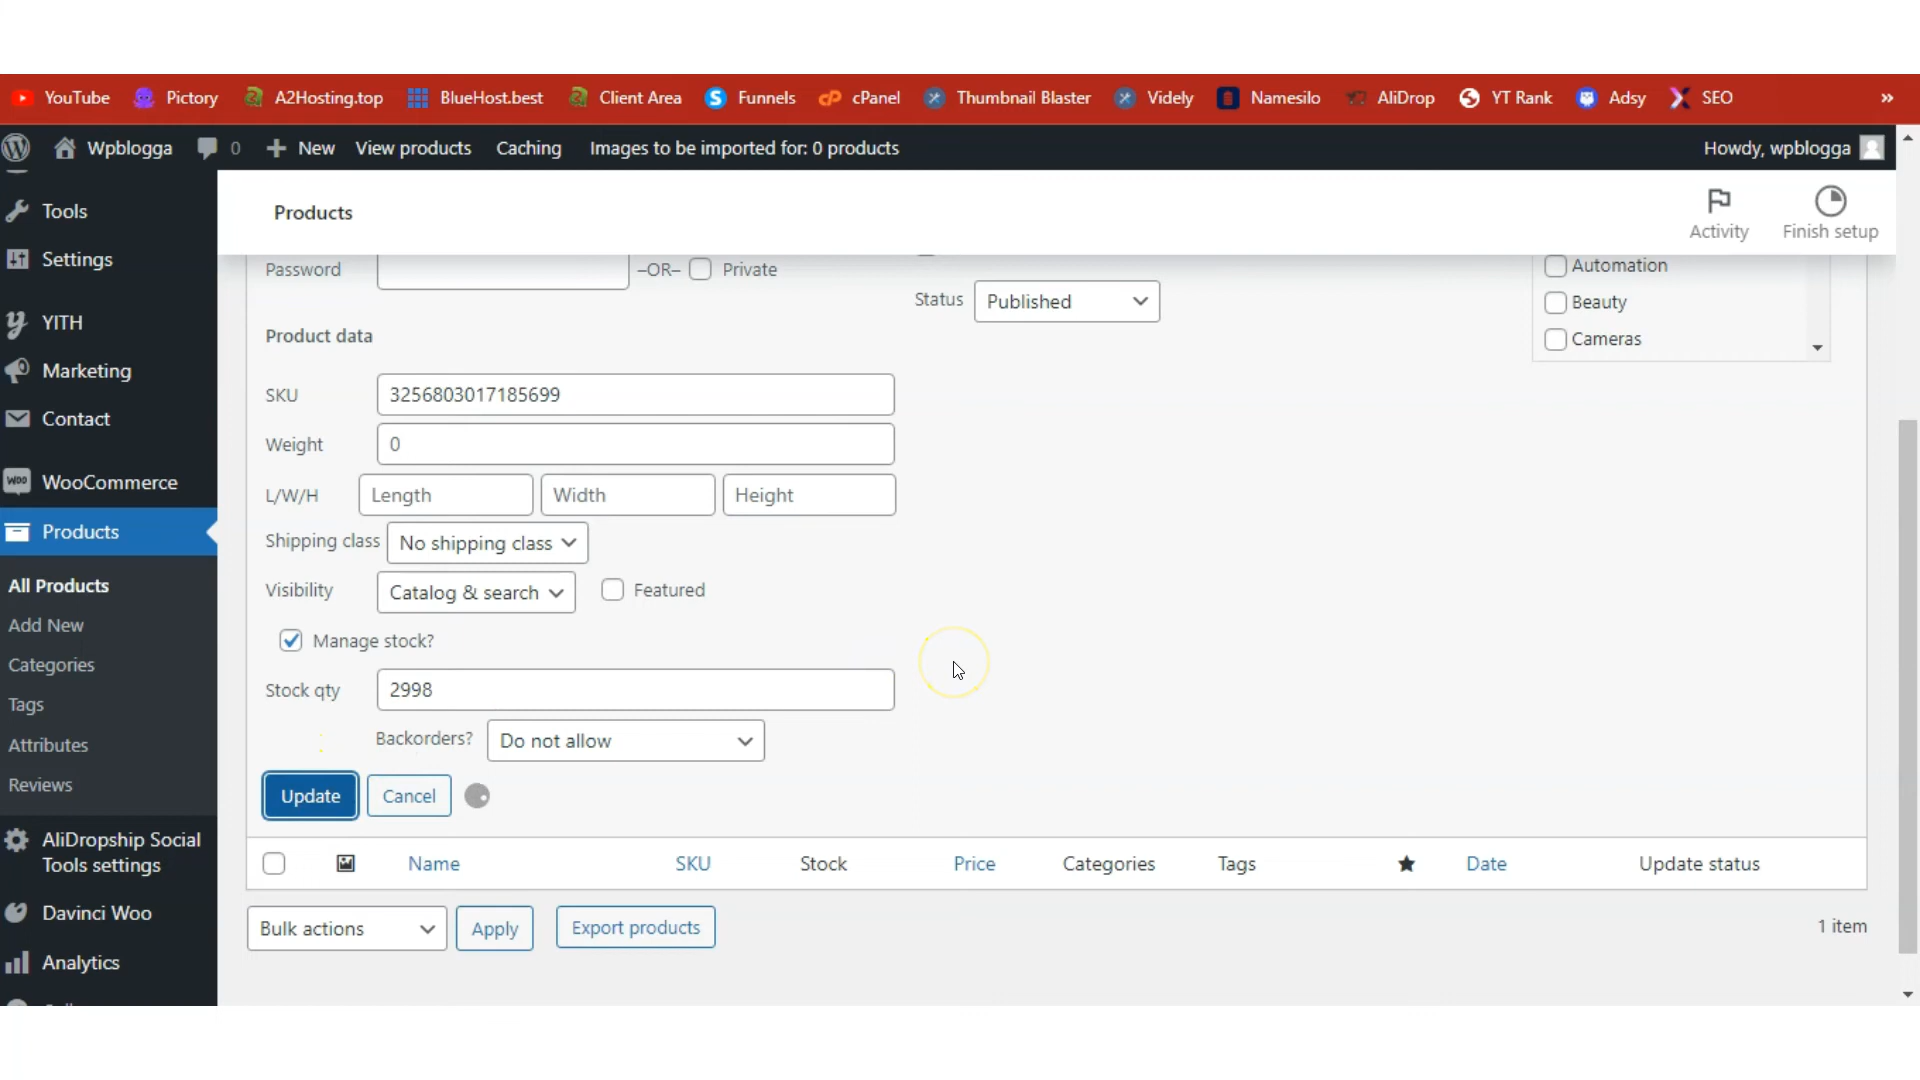 YouTube Pictory A2Hosting.top BlueHost.best Client Area Funnels cPanel Thumbnail Blaster Videly Namesilo AliDrop YT Rank Adsy SEO »
Wpblogga 0 New View products Caching Images to be imported for: 0 products Howdy, wpblogga
Tools
Settings
YITH
Marketing
Contact
WooCommerce
Products
All Products
Add New
Categories
Tags
Attributes
Reviews
AliDropship Social
Tools settings
Davinci Woo
Analytics
Products
Activity Finish setup
Password –OR– Private
Status Published
Automation
Beauty
Cameras
Product data
SKU 3256803017185699
Weight 0
L/W/H Length Width Height
Shipping class No shipping class
Visibility Catalog & search Featured
Manage stock?
Stock qty 2998
Backorders? Do not allow
Update Cancel
Name SKU Stock Price Categories Tags Date Update status
Bulk actions Apply Export products 1 item